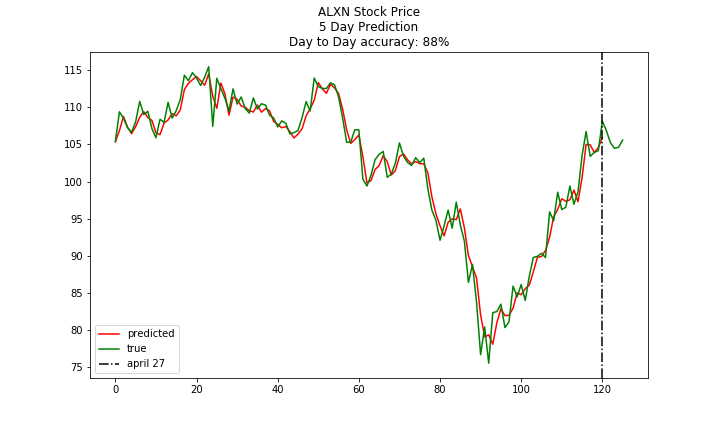 ALXN Stock Price
5 Day Prediction
Day to Day accuracy: 88%
115
110
105
100
95
90
85
80
75
predicted
true
april 27
0
20
40
60
80
100
120